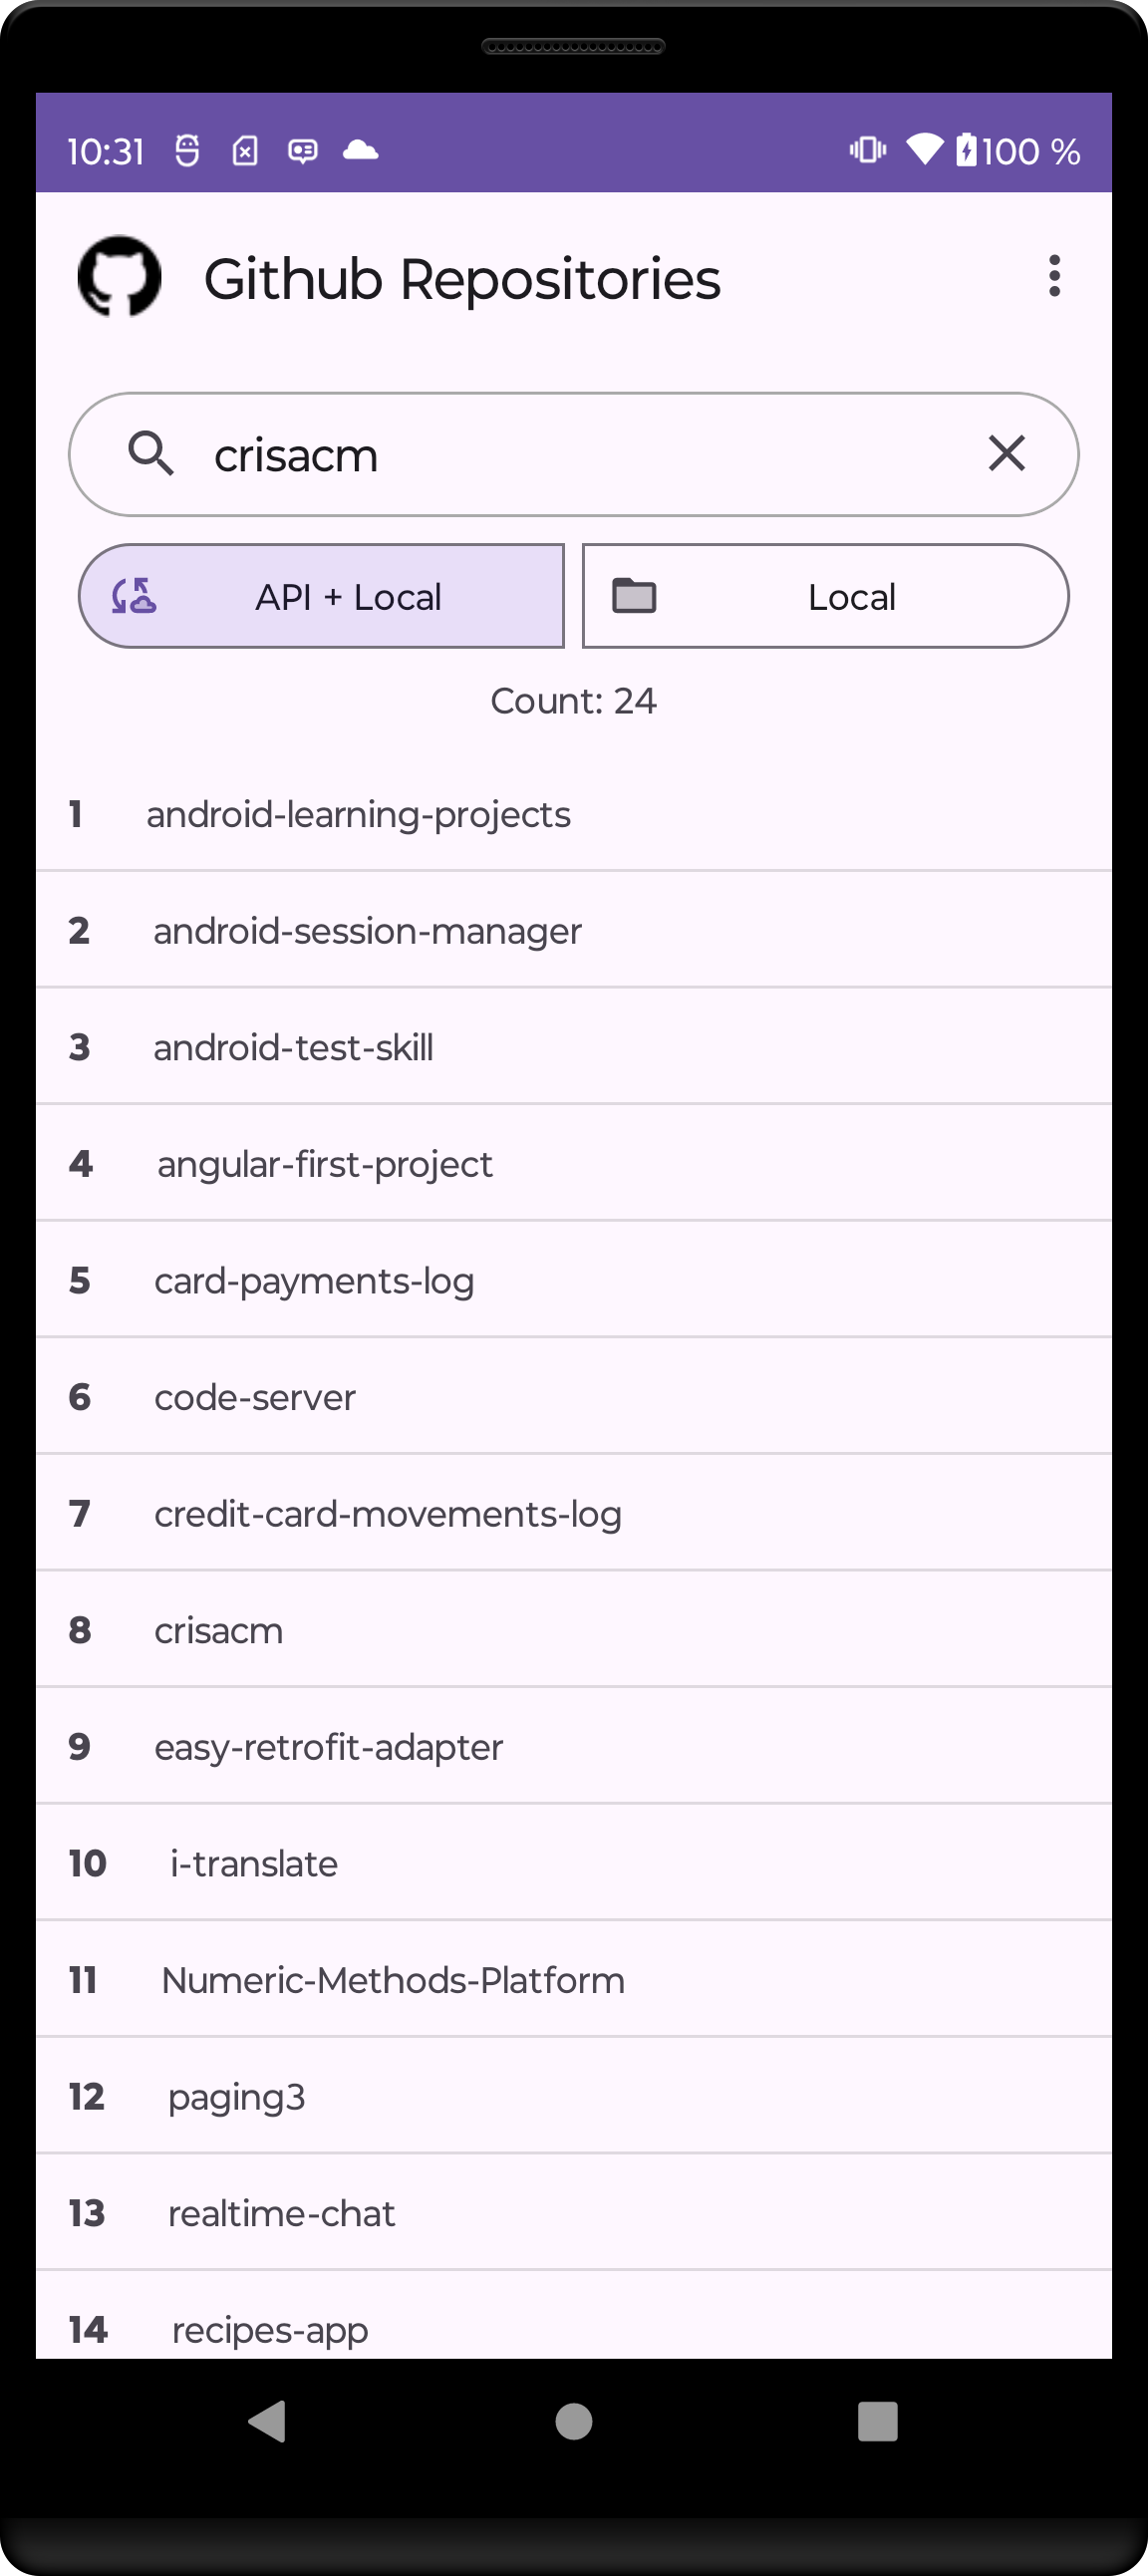 10:31 100 %
Github Repositories
crisacm
API + Local Local
Count: 24
1 android-learning-projects
2 android-session-manager
3 android-test-skill
4 angular-first-project
5 card-payments-log
6 code-server
7 credit-card-movements-log
8 crisacm
9 easy-retrofit-adapter
10 i-translate
11 Numeric-Methods-Platform
12 paging3
13 realtime-chat
14 recipes-app